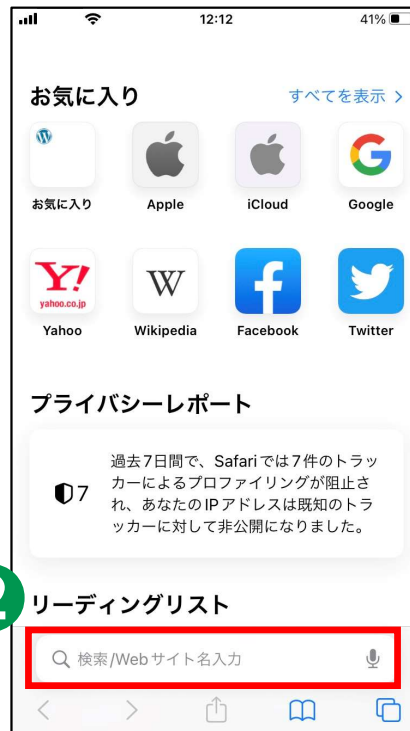 12:12 41%
お気に入り すべてを表示 >
お気に入り Apple iCloud Google
Y!
yahoo.co.jp
W
Yahoo Wikipedia Facebook Twitter
プライバシーレポート
過去7日間で、Safariでは7件のトラッ
7 カーによるプロファイリングが阻止さ
れ、あなたのIPアドレスは既知のトラ
ッカーに対して非公開になりました。
2 リーディングリスト
検索/Webサイト名入力